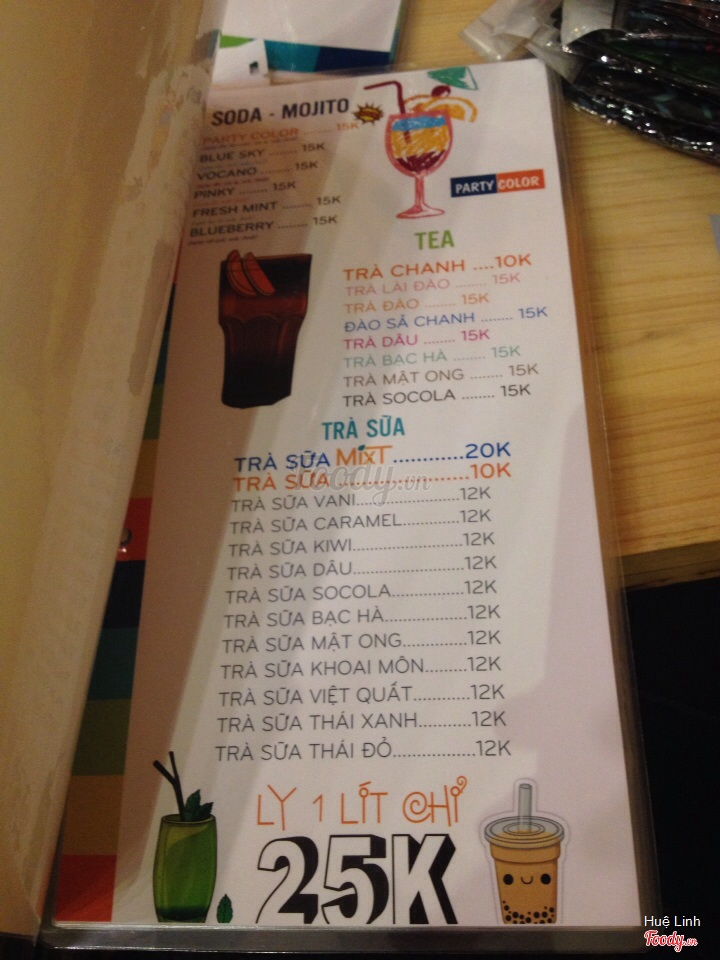 SODA - MOJITO
PARTY COLOR .......... 15K
BLUE SKY ....... 15K
VOCANO ....... 15K
PINKY ....... 15K
FRESH MINT ....... 15K
BLUEBERRY ........ 15K
PARTY COLOR
TEA
TRÀ CHANH ....10K
TRÀ LÀI ĐÀO ........ 15K
TRÀ ĐÀO ........ 15K
ĐÀO SẢ CHANH ........ 15K
TRÀ DÂU ........ 15K
TRÀ BẠC HÀ ........ 15K
TRÀ MẬT ONG ........ 15K
TRÀ SOCOLA ........ 15K
TRÀ SỮA
TRÀ SỮA MIXT ............20K
TRÀ SỮA ......................10K
TRÀ SỮA VANI..................12K
TRÀ SỮA CARAMEL............12K
TRÀ SỮA KIWI...................12K
TRÀ SỮA DÂU...................12K
TRÀ SỮA SOCOLA.............12K
TRÀ SỮA BẠC HÀ..............12K
TRÀ SỮA MẬT ONG...........12K
TRÀ SỮA KHOAI MÔN.......12K
TRÀ SỮA VIỆT QUẤT...........12K
TRÀ SỮA THÁI XANH..........12K
TRÀ SỮA THÁI ĐỎ...............12K
LY 1 LÍT CHỈ
25K
foody.vn
Huệ Linh
Foody.vn